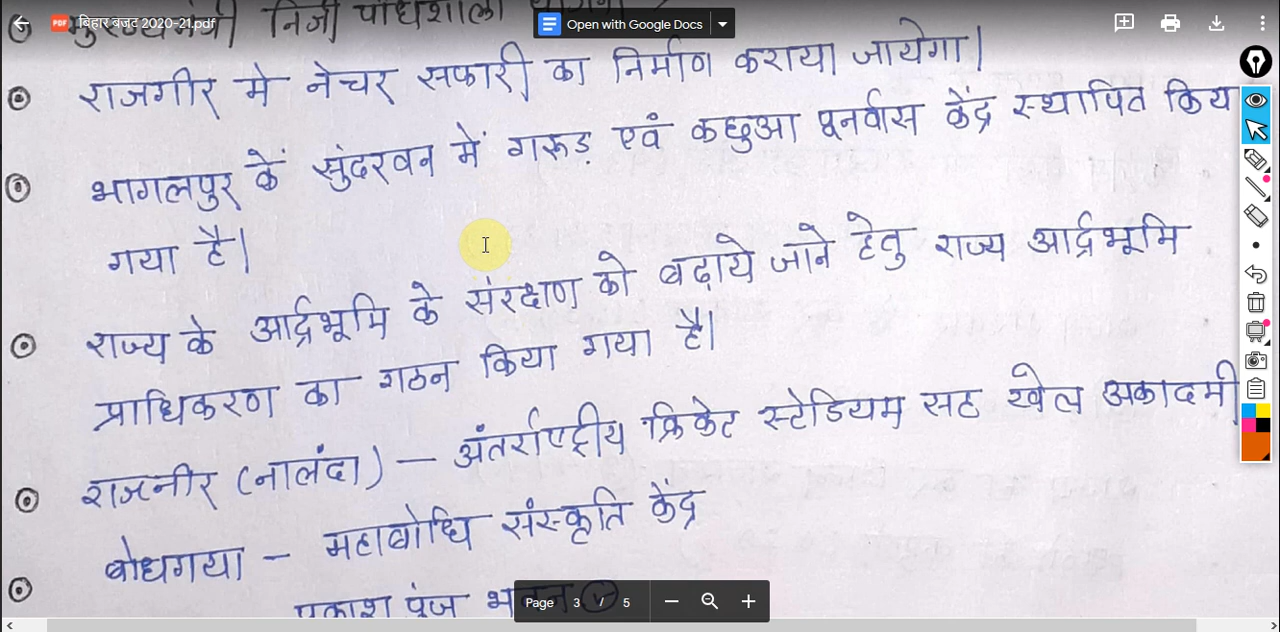 बिहार बजट 2020-21.pdf
Open with Google Docs
मुख्यमंत्री निजी पौधशाला
राजगीर मे नेचर सफारी का निर्माण कराया जायेगा।
भागलपुर के सुंदरवन में गरूड एवं कछुआ पूनर्वास केंद्र स्थापित किया
गया है।
राज्य के आर्द्रभूमि के संरक्षण को बढ़ाये जाने हेतु राज्य आर्द्रभूमि
प्राधिकरण का गठन किया गया है।
राजगीर (नालंदा) — अंतर्राष्ट्रीय क्रिकेट स्टेडियम सह खेल अकादमी
बोधगया - महाबोधि संस्कृति केंद्र
प्रकाश पुंज
Page 3 / 5